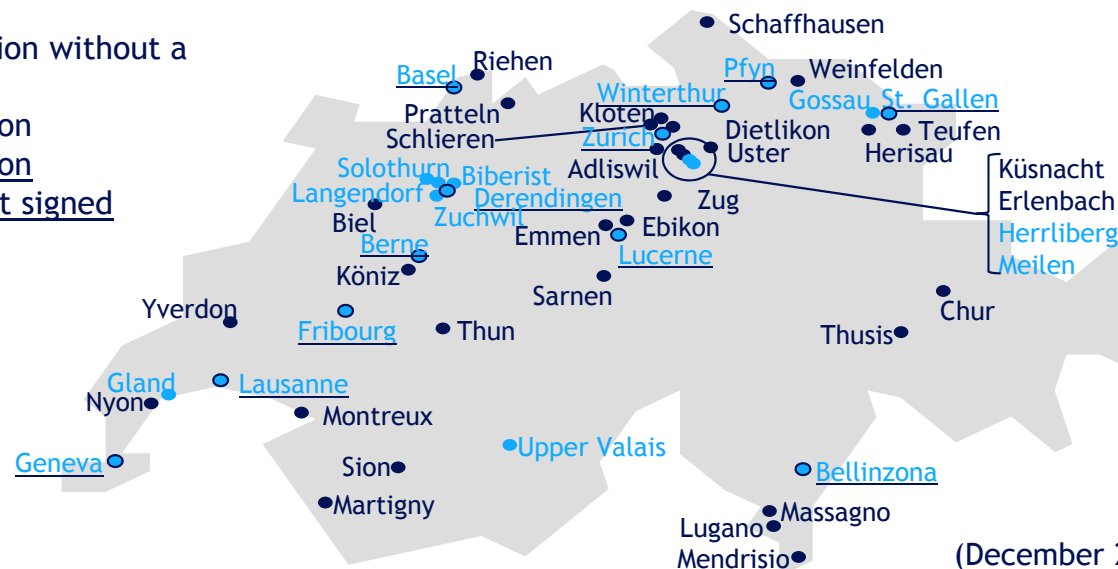 ion without a
on
on
t signed
Schaffhausen
Riehen
Basel
Pfyn
Weinfelden
Winterthur
Gossau
St. Gallen
Pratteln
Kloten
Schlieren
Zurich
Dietlikon
Teufen
Uster
Herisau
Adliswil
Küsnacht
Erlenbach
Herrliberg
Meilen
Solothurn
Biberist
Langendorf
Derendingen
Zuchwil
Zug
Biel
Emmen
Ebikon
Berne
Lucerne
Köniz
Sarnen
Yverdon
Chur
Fribourg
Thun
Thusis
Gland
Lausanne
Nyon
Montreux
Upper Valais
Geneva
Sion
Bellinzona
Martigny
Massagno
Lugano
Mendrisio
(December 2